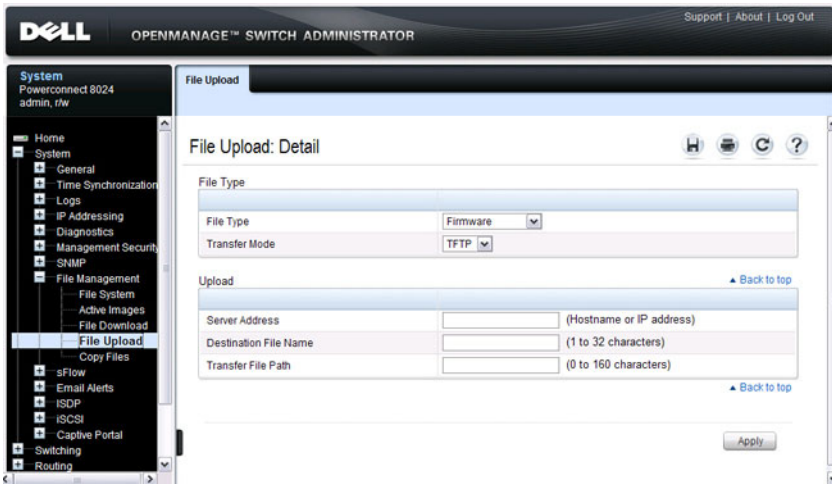 Support | About | Log Out
DELL
OPENMANAGE™ SWITCH ADMINISTRATOR
System
Powerconnect 8024
admin, r/w
File Upload
Home
System
General
Time Synchronization
Logs
IP Addressing
Diagnostics
Management Security
SNMP
File Management
File System
Active Images
File Download
File Upload
Copy Files
sFlow
Email Alerts
ISDP
iSCSI
Captive Portal
Switching
Routing
File Upload: Detail
File Type
File Type Firmware
Transfer Mode TFTP
Upload
Back to top
Server Address (Hostname or IP address)
Destination File Name (1 to 32 characters)
Transfer File Path (0 to 160 characters)
Back to top
Apply